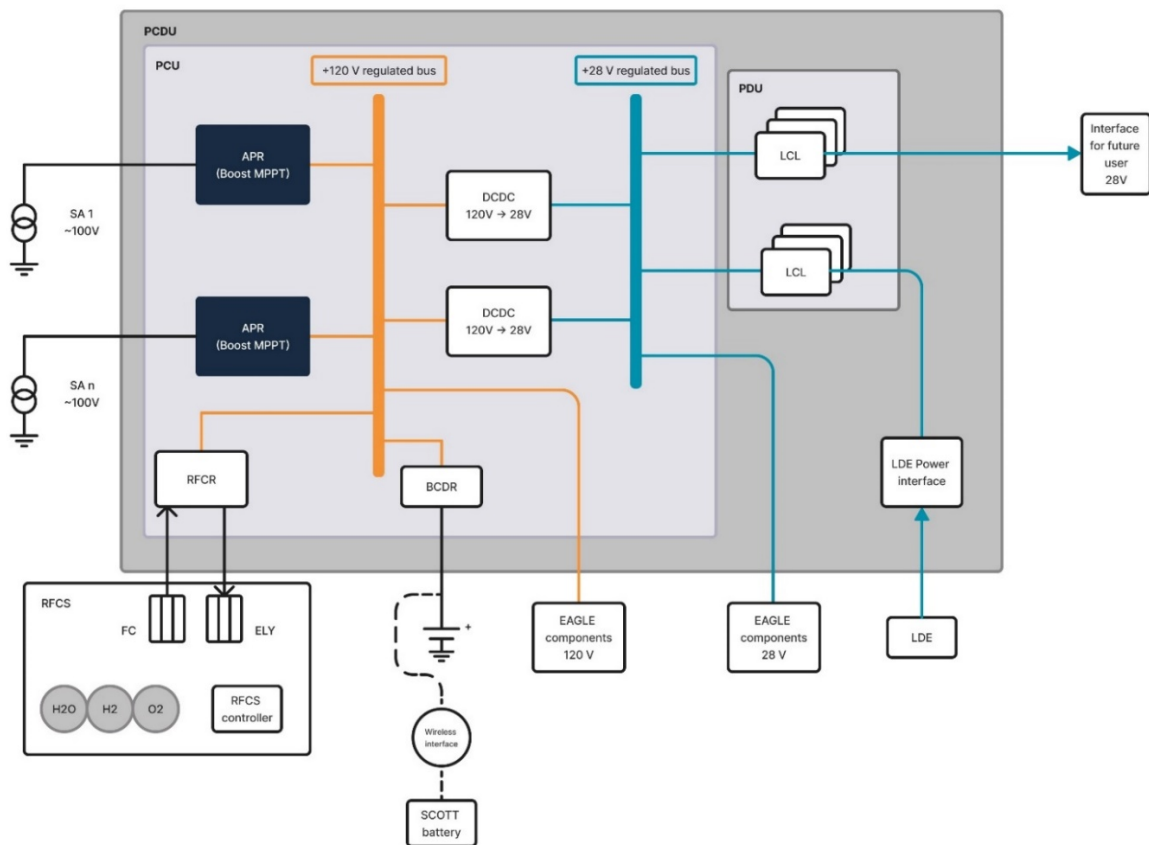 PCDU
PCU
+120 V regulated bus
+28 V regulated bus
PDU
APR
(Boost MPPT)
LCL
Interface
for future
user
28V
SA 1
~100V
DCDC
120V → 28V
LCL
APR
(Boost MPPT)
DCDC
120V → 28V
SA n
~100V
RFCR
BCDR
LDE Power
interface
RFCS
FC
ELY
EAGLE
components
120 V
EAGLE
components
28 V
LDE
+
H2O
H2
O2
RFCS
controller
Wireless
interface
SCOTT
battery